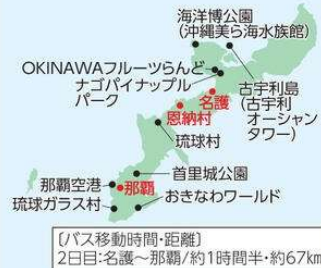 海洋博公園
(沖縄美ら海水族館)
OKINAWAフルーツらんど
ナゴパイナップル
パーク
名護
古宇利島
(古宇利
オーシャン
タワー)
恩納村
琉球村
首里城公園
那覇空港
那覇
琉球ガラス村
おきなわワールド
[バス移動時間・距離]
2日目:名護~那覇/約1時間半・約67km